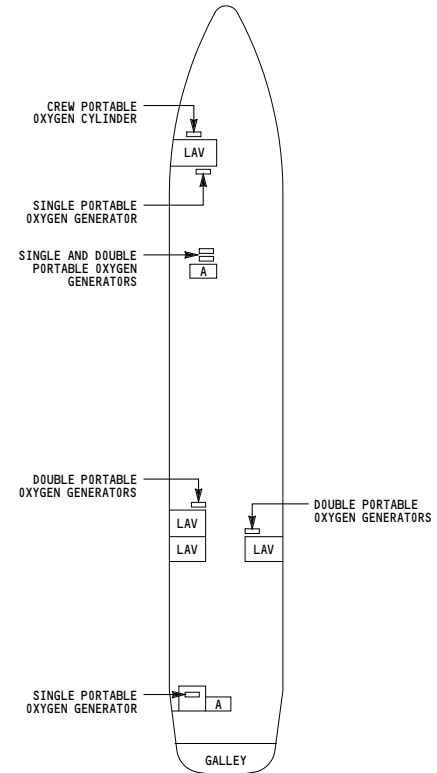 CREW PORTABLE
OXYGEN CYLINDER
LAV
SINGLE PORTABLE
OXYGEN GENERATOR
SINGLE AND DOUBLE
PORTABLE OXYGEN
GENERATORS
A
DOUBLE PORTABLE
OXYGEN GENERATORS
DOUBLE PORTABLE
OXYGEN GENERATORS
LAV
LAV
LAV
SINGLE PORTABLE
OXYGEN GENERATOR
A
GALLEY